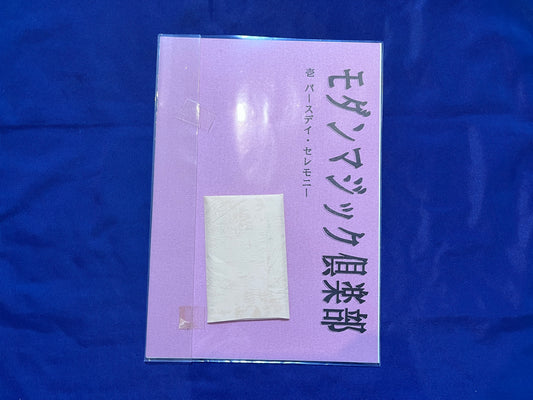 モダンマジック倶楽部
壱 バースデイ・セレモニー